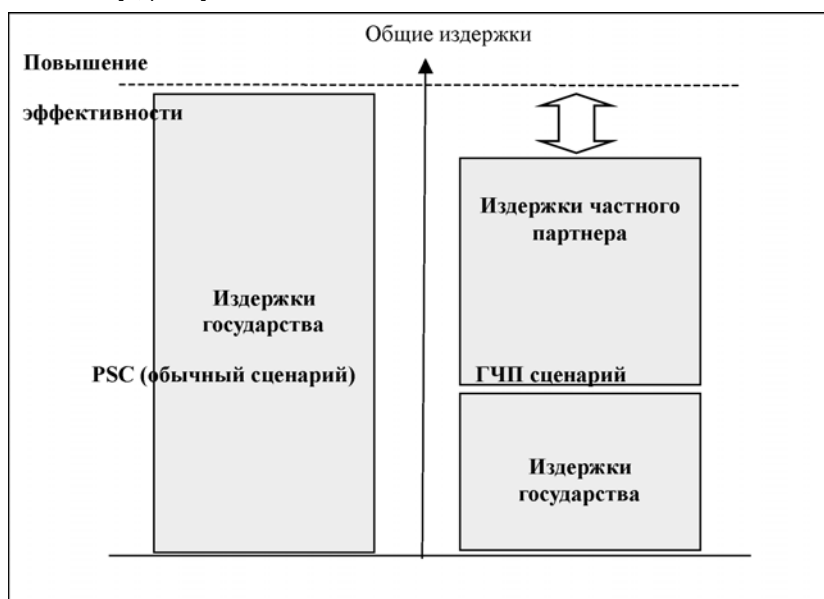 Общие издержки
Повышение
эффективности
Издержки частного
партнера
Издержки
государства
PSC (обычный сценарий)
ГЧП сценарий
Издержки
государства